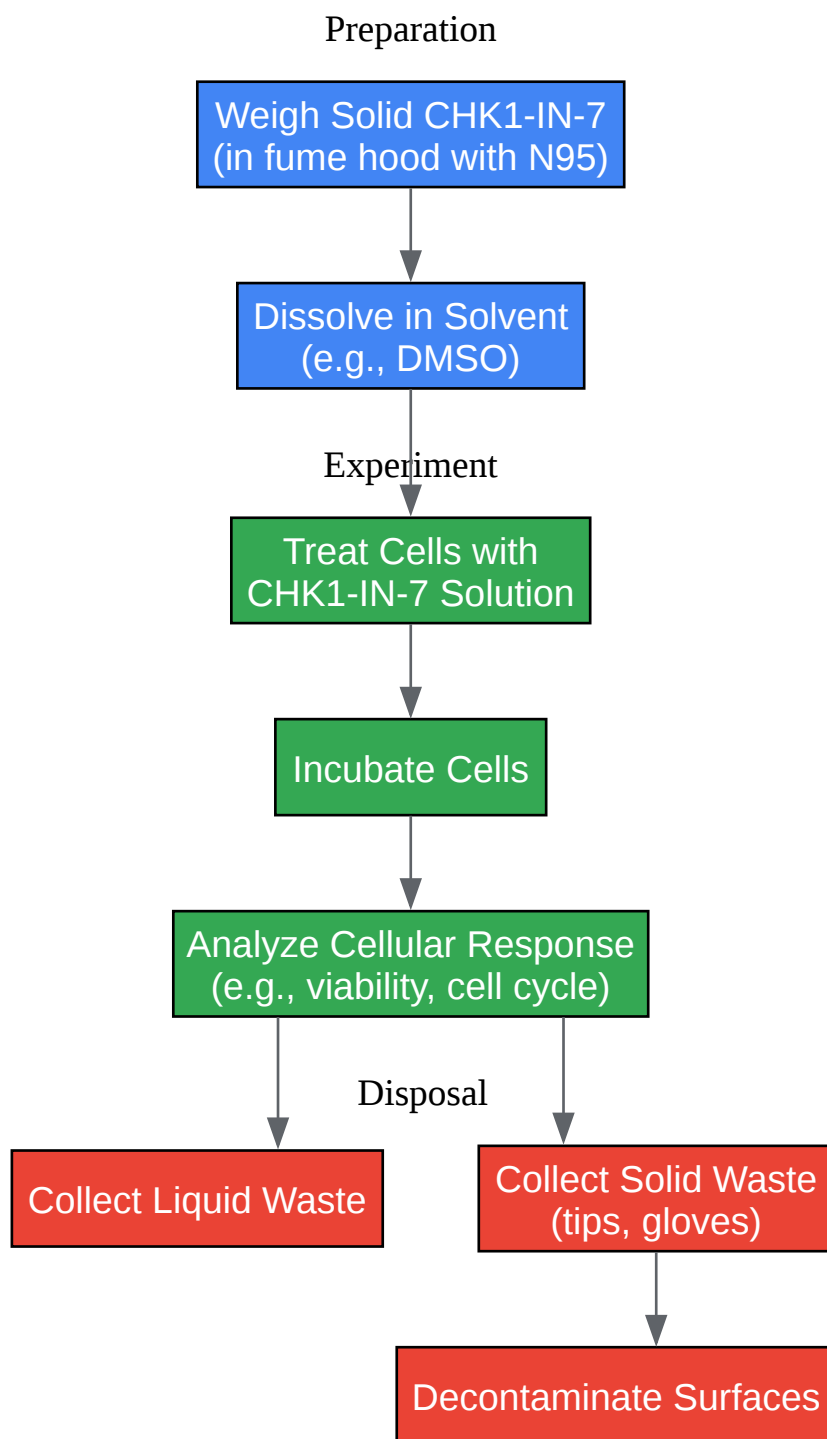 Preparation
Weigh Solid CHK1-IN-7
(in fume hood with N95)
Dissolve in Solvent
(e.g., DMSO)
Experiment
Treat Cells with
CHK1-IN-7 Solution
Incubate Cells
Analyze Cellular Response
(e.g., viability, cell cycle)
Disposal
Collect Liquid Waste
Collect Solid Waste
(tips, gloves)
Decontaminate Surfaces